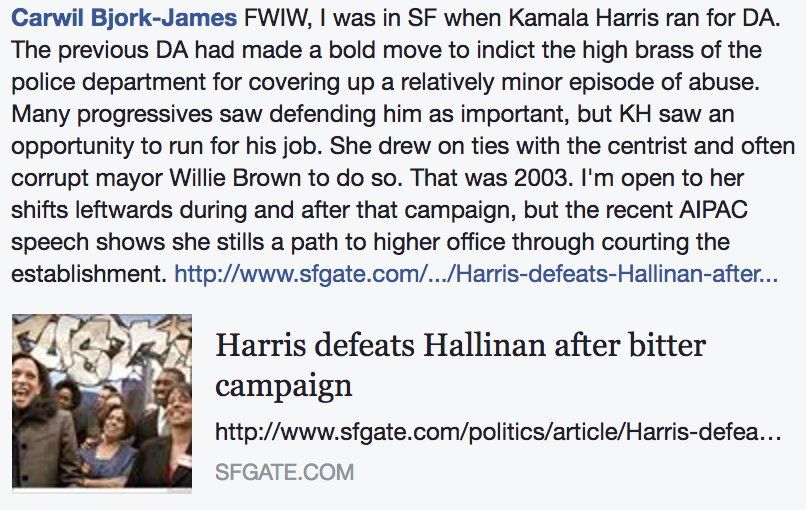 Carwil Bjork-James FWIW, I was in SF when Kamala Harris ran for DA.
The previous DA had made a bold move to indict the high brass of the
police department for covering up a relatively minor episode of abuse.
Many progressives saw defending him as important, but KH saw an
opportunity to run for his job. She drew on ties with the centrist and often
corrupt mayor Willie Brown to do so. That was 2003. I'm open to her
shifts leftwards during and after that campaign, but the recent AIPAC
speech shows she stills a path to higher office through courting the
establishment. http://www.sfgate.com/.../Harris-defeats-Hallinan-after...
Harris defeats Hallinan after bitter
campaign
http://www.sfgate.com/politics/article/Harris-defea...
SFGATE.COM